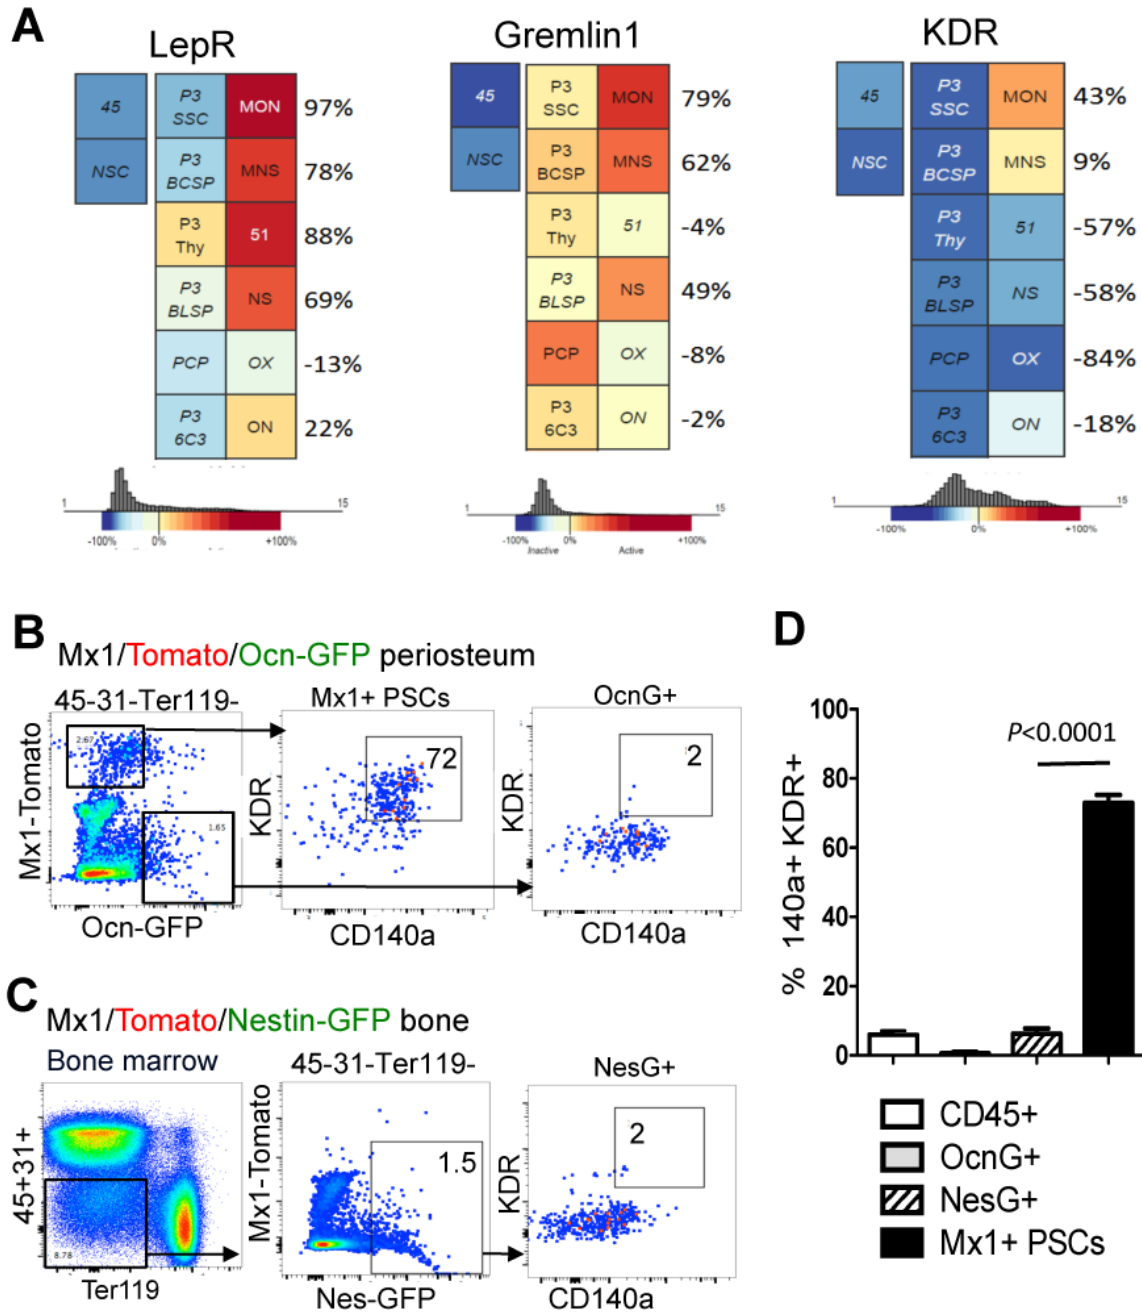 A
LepR
Gremlin1
KDR
45
P3 SSC
MON
97%
NSC
P3 BCSP
MNS
78%
P3 Thy
51
88%
P3 BLSP
NS
69%
PCP
OX
-13%
P3 6C3
ON
22%
1
15
-100%
0%
+100%
45
P3 SSC
MON
79%
NSC
P3 BCSP
MNS
62%
P3 Thy
51
-4%
P3 BLSP
NS
49%
PCP
OX
-8%
P3 6C3
ON
-2%
1
15
-100%
0%
+100%
Inactive
Active
45
P3 SSC
MON
43%
NSC
P3 BCSP
MNS
9%
P3 Thy
51
-57%
P3 BLSP
NS
-58%
PCP
OX
-84%
P3 6C3
ON
-18%
1
15
-100%
0%
+100%
B
Mx1/Tomato/Ocn-GFP periosteum
45-31-Ter119-
Mx1+ PSCs
OcnG+
Mx1-Tomato
2.67
1.65
Ocn-GFP
KDR
72
CD140a
KDR
2
CD140a
C
Mx1/Tomato/Nestin-GFP bone
Bone marrow
45-31-Ter119-
NesG+
45+31+
8.78
Ter119
Mx1-Tomato
1.5
Nes-GFP
KDR
2
CD140a
D
% 140a+ KDR+
100
80
60
40
20
0
P<0.0001
CD45+
OcnG+
NesG+
Mx1+ PSCs